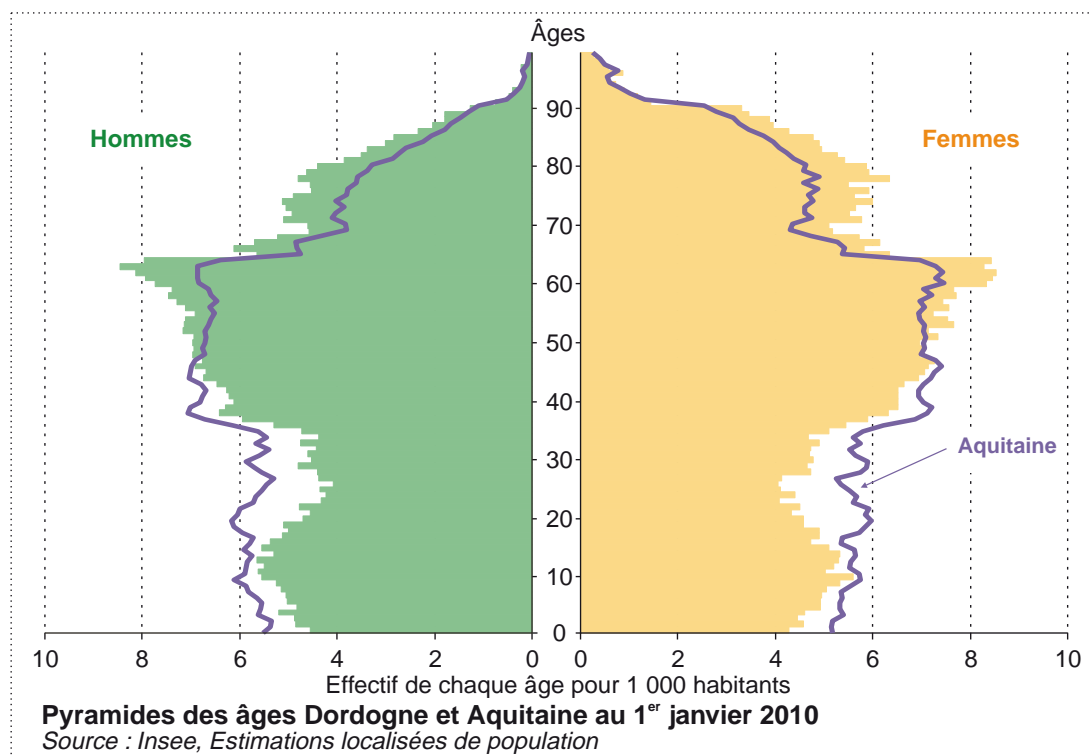 Âges
Hommes
Femmes
90
80
70
60
50
40
30
20
10
0
Aquitaine
10 8 6 4 2 0 0 2 4 6 8 10
Effectif de chaque âge pour 1 000 habitants
Pyramides des âges Dordogne et Aquitaine au 1er janvier 2010
Source : Insee, Estimations localisées de population